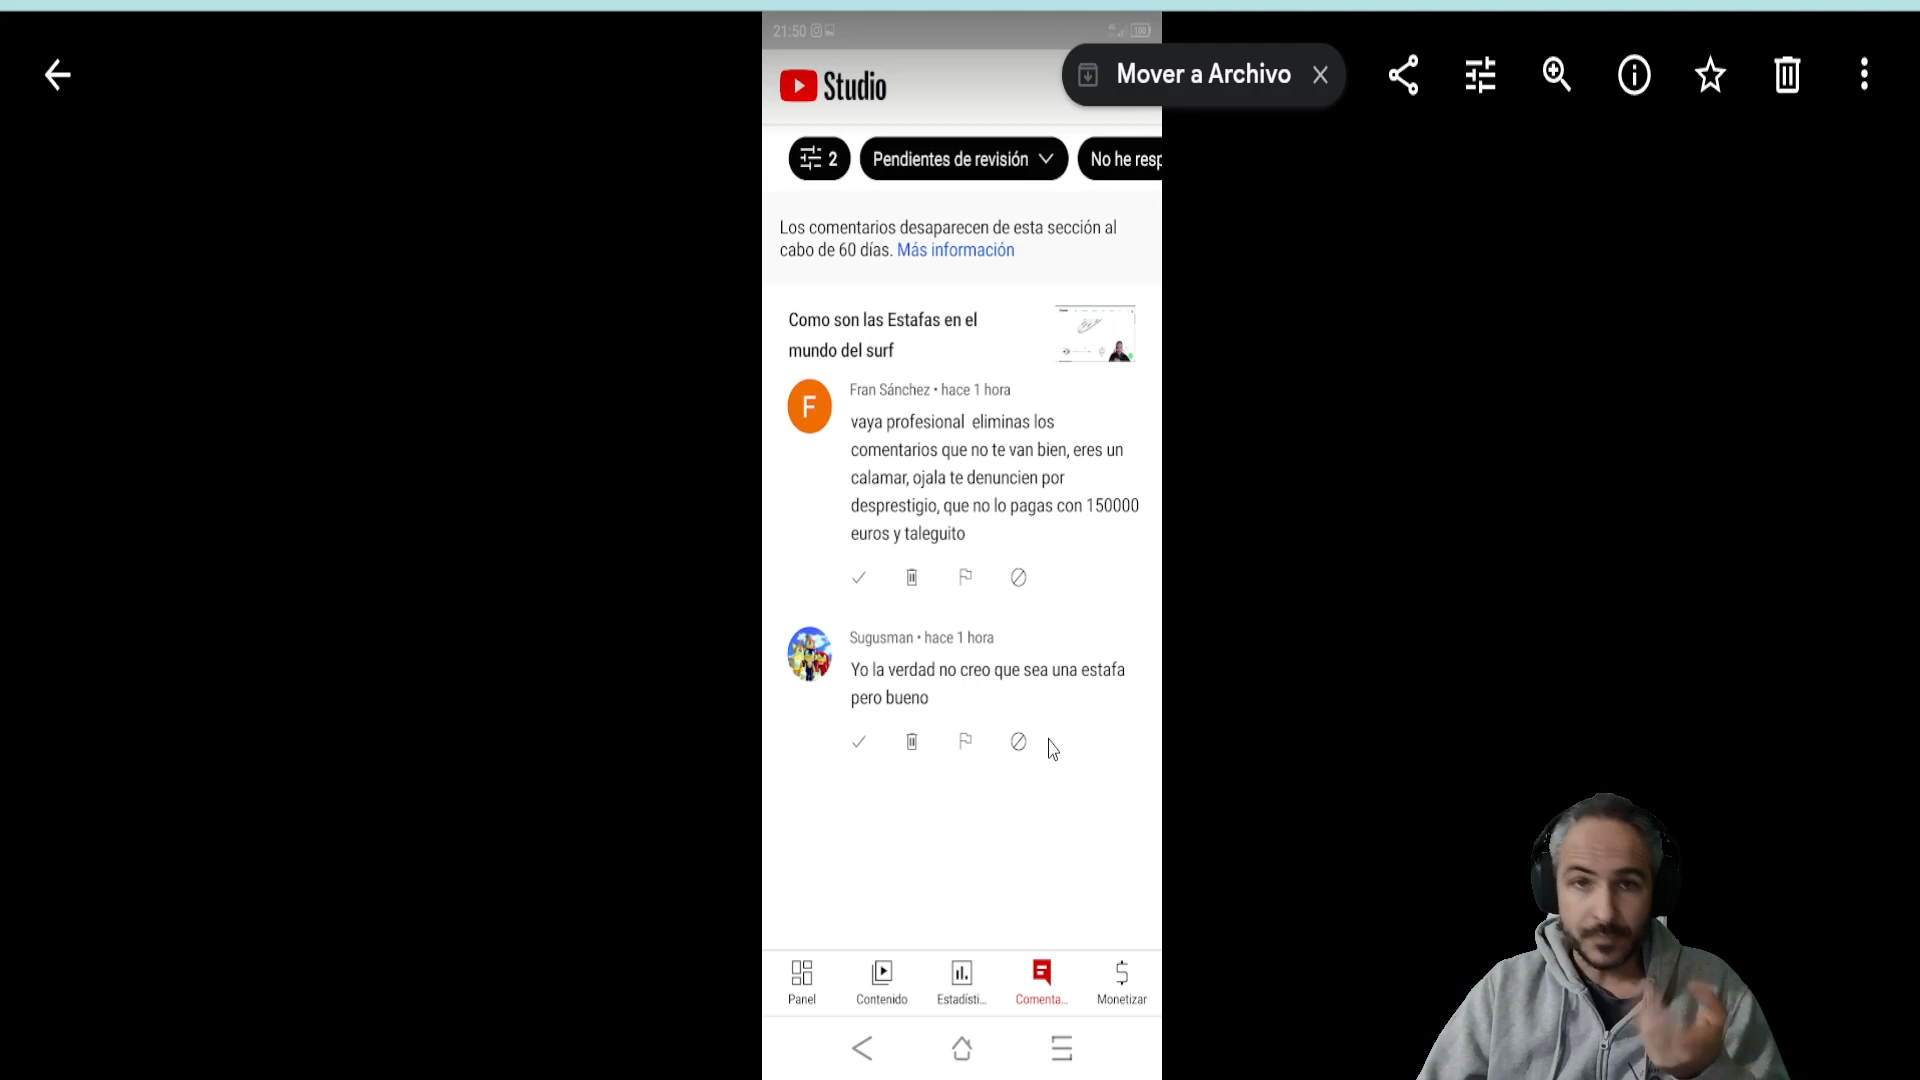 21:50
Studio
Mover a Archivo
2
Pendientes de revisión
No he resp
Los comentarios desaparecen de esta sección al
cabo de 60 días. Más información
Como son las Estafas en el
mundo del surf
F
Fran Sánchez • hace 1 hora
vaya profesional eliminas los
comentarios que no te van bien, eres un
calamar, ojala te denuncien por
desprestigio, que no lo pagas con 150000
euros y taleguito
Sugusman • hace 1 hora
Yo la verdad no creo que sea una estafa
pero bueno
Panel
Contenido
Estadísti...
Comenta...
Monetizar